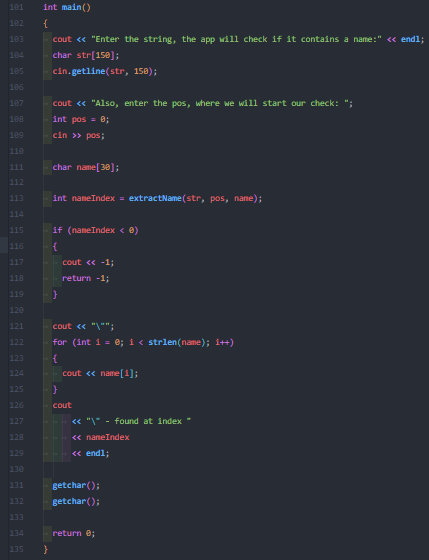 101 int main()
102 {
103 cout << "Enter the string, the app will check if it contains a name:" << endl;
104 char str[150];
105 cin.getline(str, 150);
106
107 cout << "Also, enter the pos, where we will start our check: ";
108 int pos = 0;
109 cin >> pos;
110
111 char name[30];
112
113 int nameIndex = extractName(str, pos, name);
114
115 if (nameIndex < 0)
116 {
117 cout << -1;
118 return -1;
119 }
120
121 cout << "\"";
122 for (int i = 0; i < strlen(name); i++)
123 {
124 cout << name[i];
125 }
126 cout
127 << "\" - found at index "
128 << nameIndex
129 << endl;
130
131 getchar();
132 getchar();
133
134 return 0;
135 }